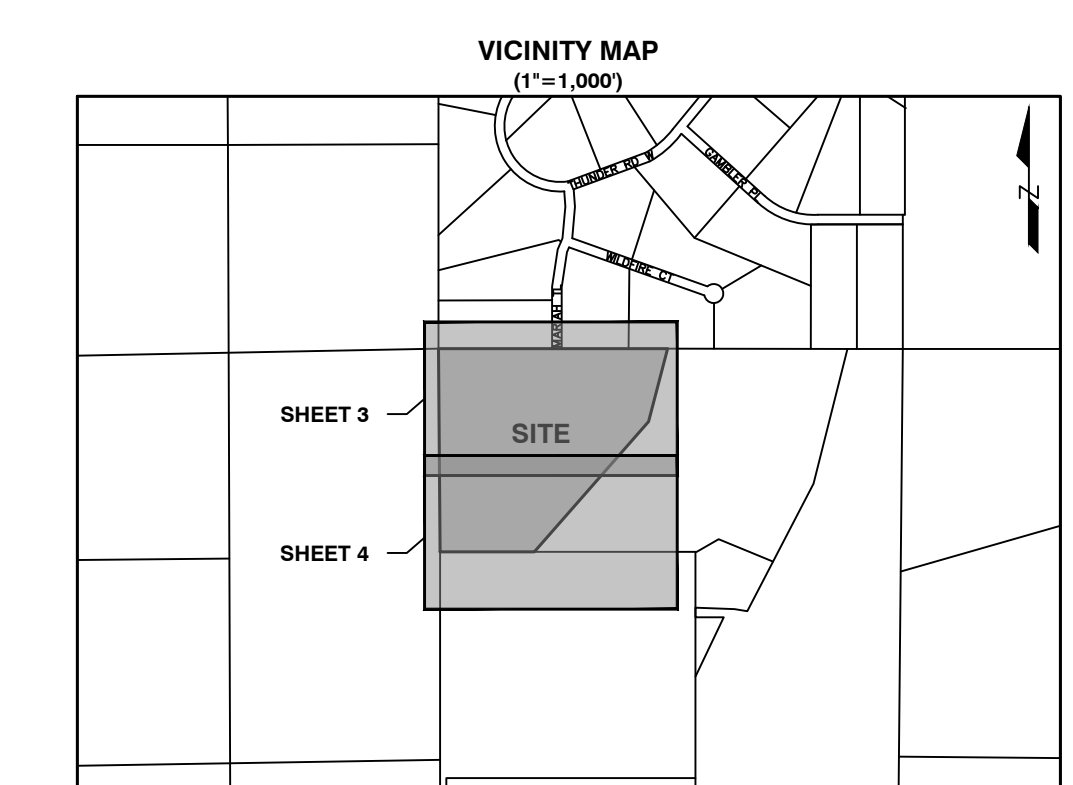 VICINITY MAP
(1"=1,000')
THUNDER RD W
GAMBLER PL
N
WILDFIRE CT
MARIAH TL
SHEET 3
SITE
SHEET 4